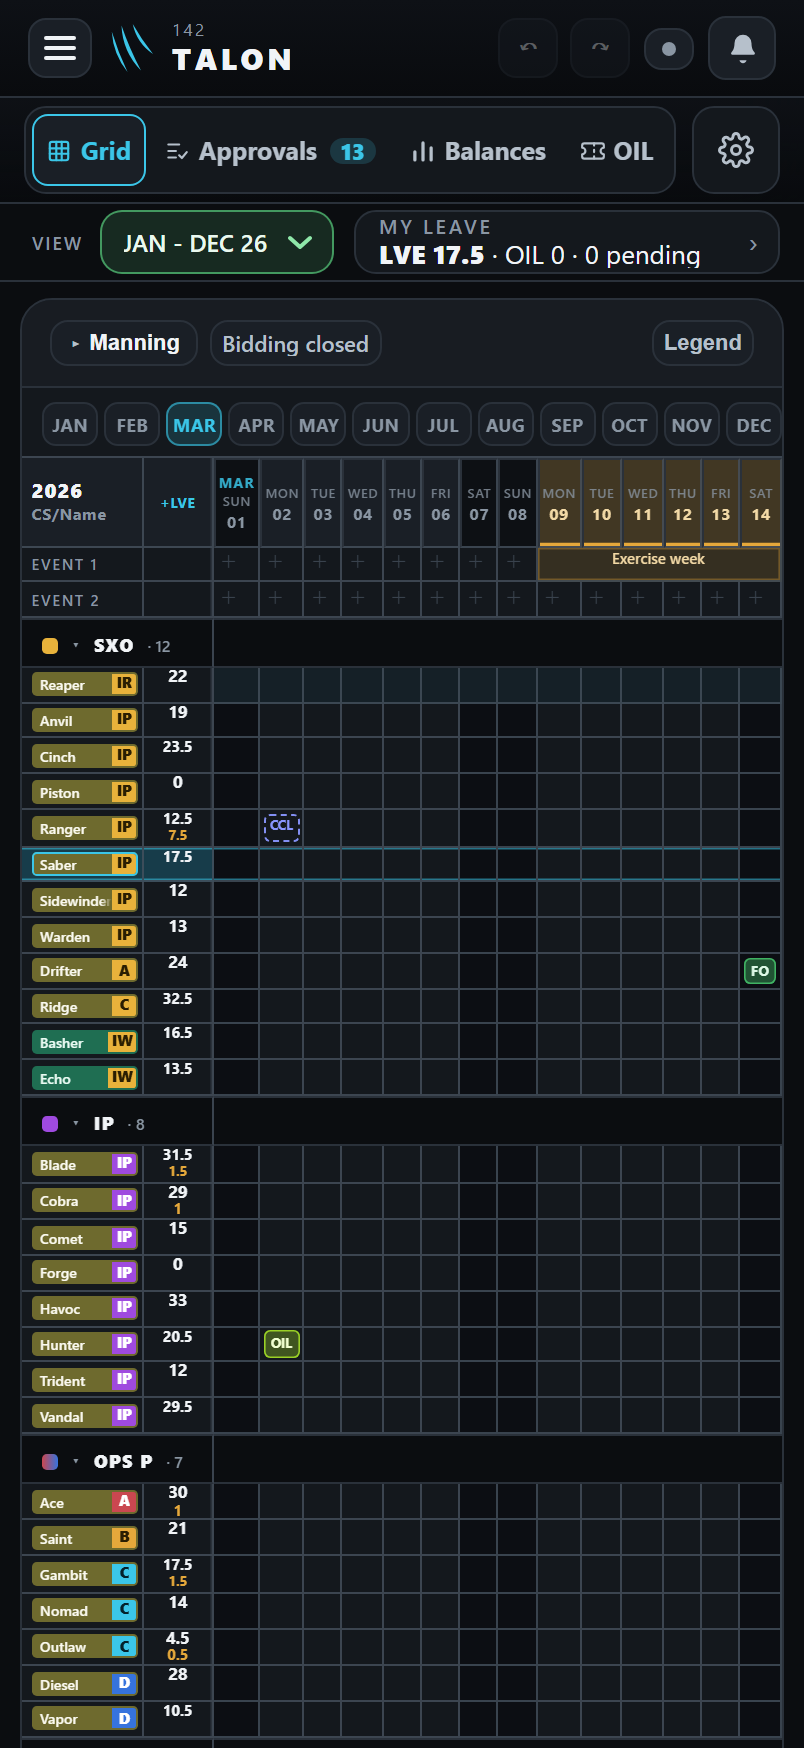 142
TALON
Grid
Approvals 13
Balances
OIL
VIEW
JAN - DEC 26
MY LEAVE
LVE 17.5 · OIL 0 · 0 pending
Manning
Bidding closed
Legend
JAN FEB MAR APR MAY JUN JUL AUG SEP OCT NOV DEC
2026
CS/Name
+LVE
MAR
SUN MON TUE WED THU FRI SAT SUN MON TUE WED THU FRI SAT
01 02 03 04 05 06 07 08 09 10 11 12 13 14
EVENT 1 + + + + + + + + Exercise week
EVENT 2 + + + + + + + + + + + + + +
SXO · 12
Reaper IR 22
Anvil IP 19
Cinch IP 23.5
Piston IP 0
Ranger IP 12.5 CCL
7.5
Saber IP 17.5
Sidewinder IP 12
Warden IP 13
Drifter A 24 FO
Ridge C 32.5
Basher IW 16.5
Echo IW 13.5
IP · 8
Blade IP 31.5
1.5
Cobra IP 29
1
Comet IP 15
Forge IP 0
Havoc IP 33
Hunter IP 20.5 OIL
Trident IP 12
Vandal IP 29.5
OPS P · 7
Ace A 30
1
Saint B 21
Gambit C 17.5
1.5
Nomad C 14
Outlaw C 4.5
0.5
Diesel D 28
Vapor D 10.5